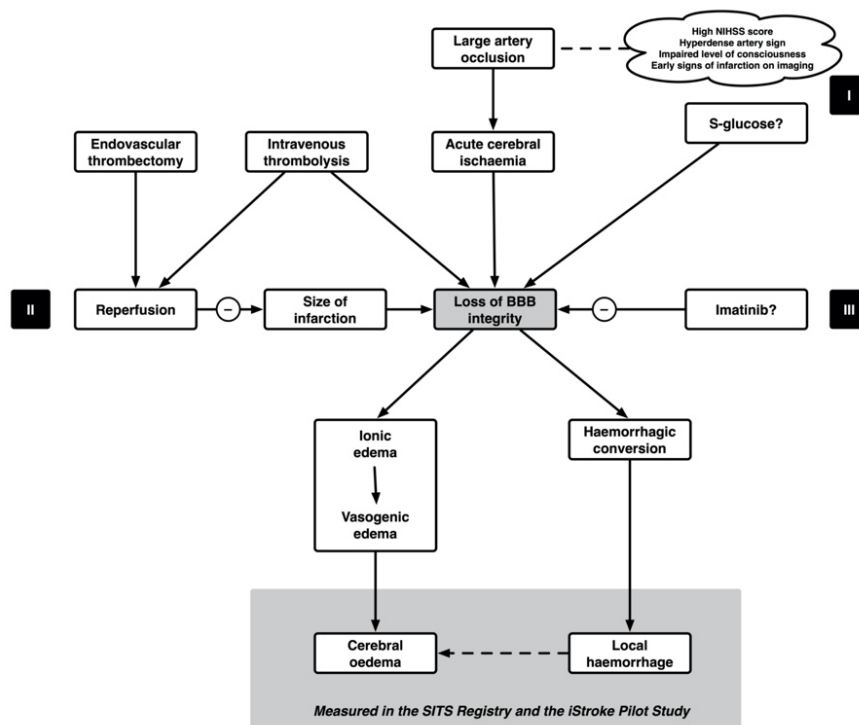 High NIHSS score
Hyperdense artery sign
Impaired level of consciousness
Early signs of infarction on imaging
Large artery
occlusion
I
S-glucose?
Endovascular
thrombectomy
Intravenous
thrombolysis
Acute cerebral
ischaemia
II
Reperfusion
–
Size of
infarction
Loss of BBB
integrity
–
Imatinib?
III
Ionic
edema
Vasogenic
edema
Haemorrhagic
conversion
Cerebral
oedema
Local
haemorrhage
Measured in the SITS Registry and the iStroke Pilot Study